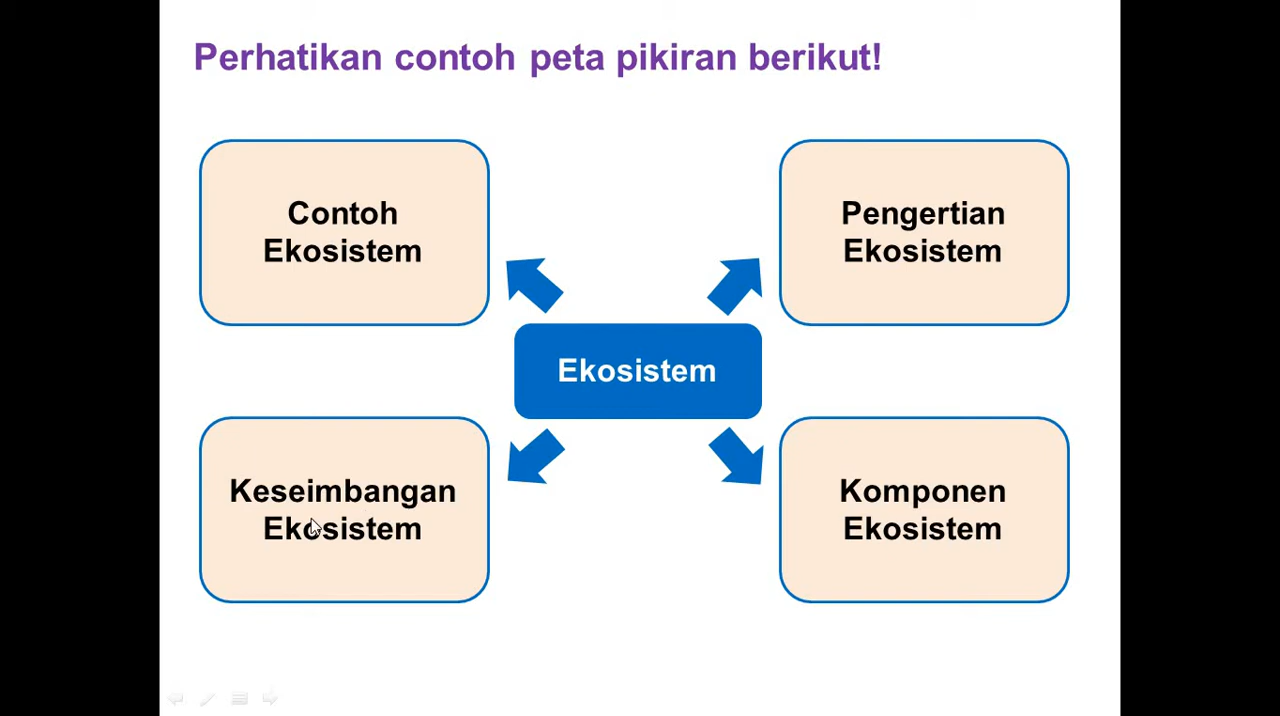 Perhatikan contoh peta pikiran berikut!
Contoh
Ekosistem
Pengertian
Ekosistem
Ekosistem
Keseimbangan
Ekosistem
Komponen
Ekosistem